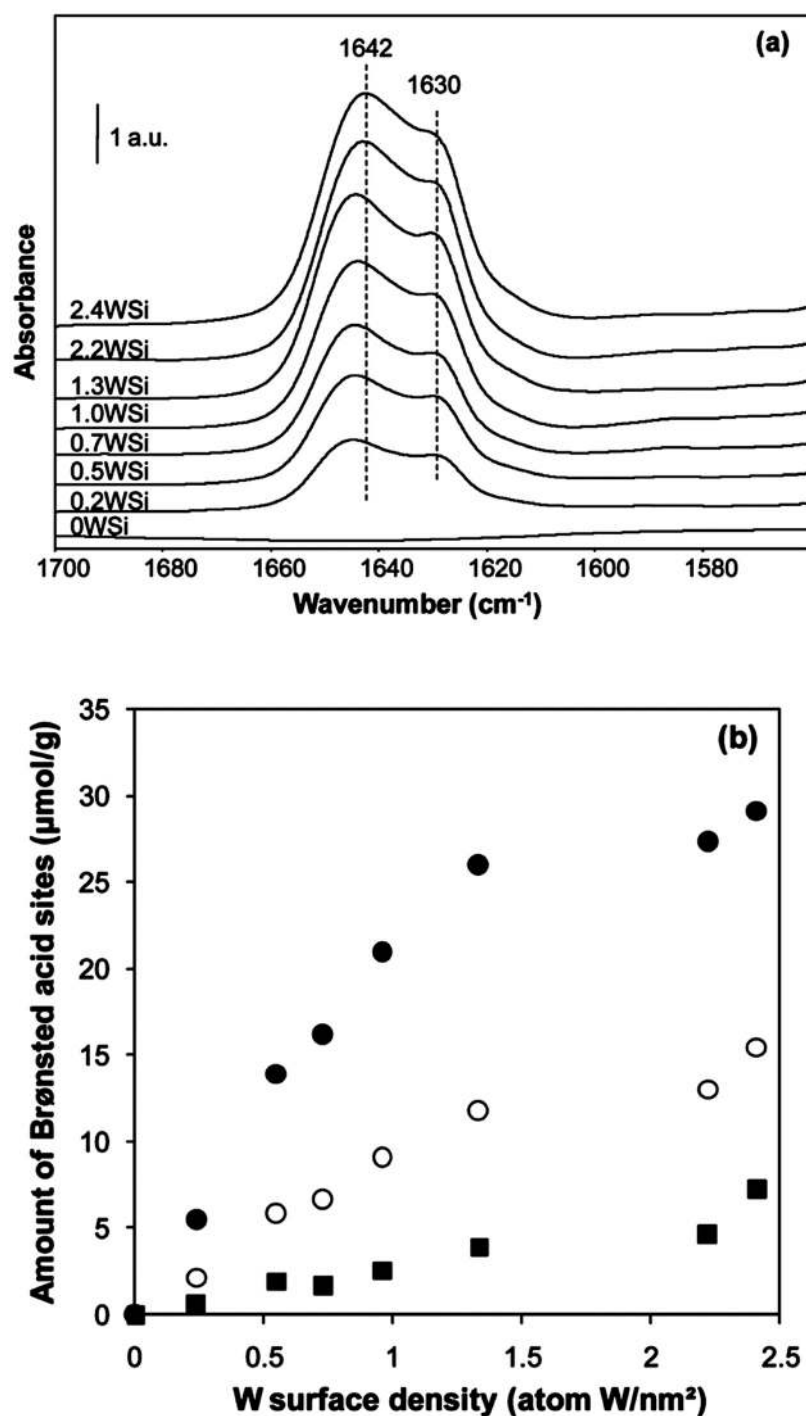 (a)
1642
1630
1 a.u.
Absorbance
2.4WSi
2.2WSi
1.3WSi
1.0WSi
0.7WSi
0.5WSi
0.2WSi
0WSi
1700 1680 1660 1640 1620 1600 1580
Wavenumber (cm⁻¹)
(b)
Amount of Brønsted acid sites (µmol/g)
35
30
25
20
15
10
5
0
0 0.5 1 1.5 2 2.5
W surface density (atom W/nm²)